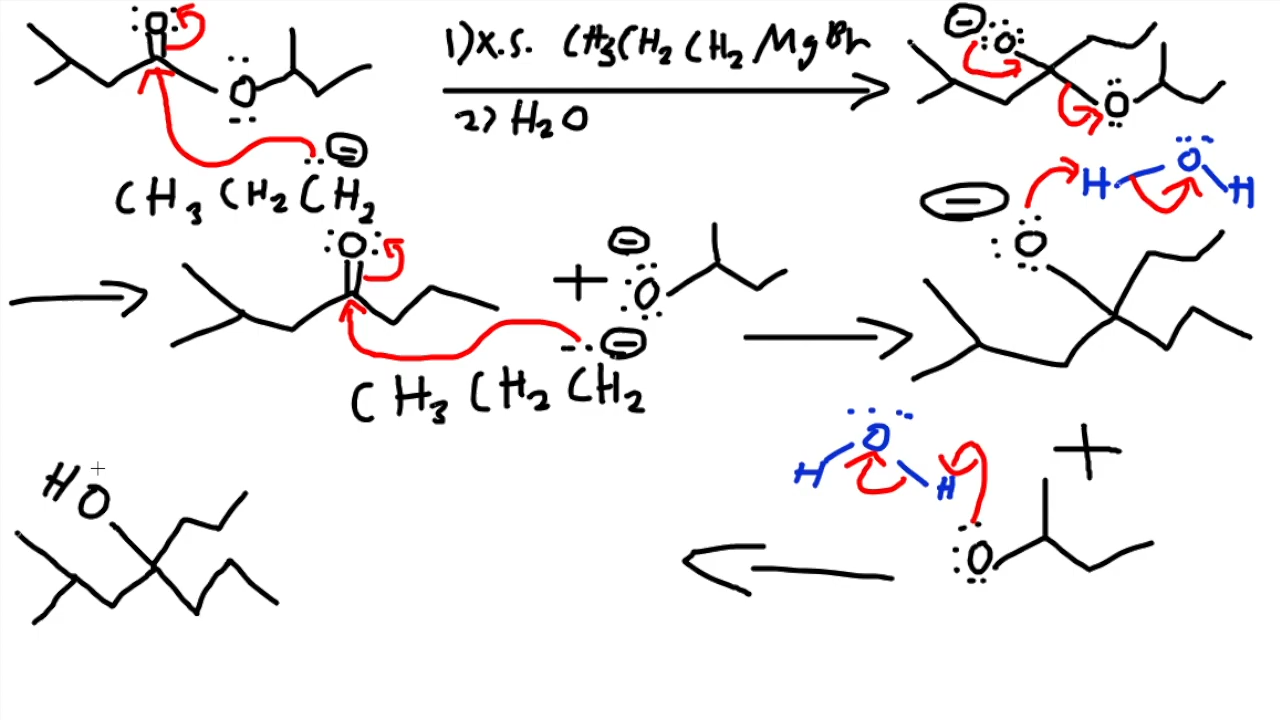 O O 1) X.S. CH3CH2CH2MgBr ⊖ O O
2) H2O
⊖ H O H
CH3CH2CH2 ⊖ O
O + ⊖ O
⊖
CH3CH2CH2
H O H +
HO O